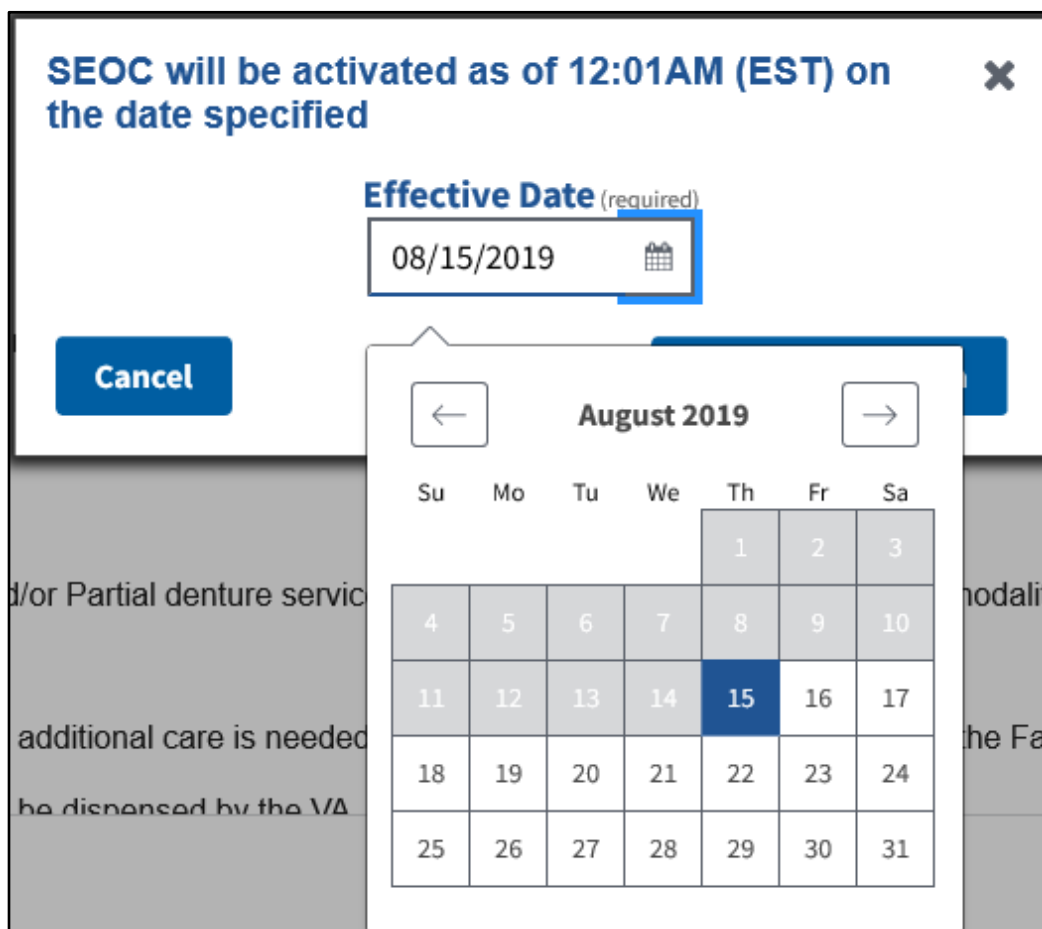 SEOC will be activated as of 12:01AM (EST) on
the date specified
Effective Date (required)
08/15/2019
Cancel
August 2019
Su Mo Tu We Th Fr Sa
1 2 3
4 5 6 7 8 9 10
11 12 13 14 15 16 17
18 19 20 21 22 23 24
25 26 27 28 29 30 31
d/or Partial denture
additional care is needed the
be dispensed by the VA